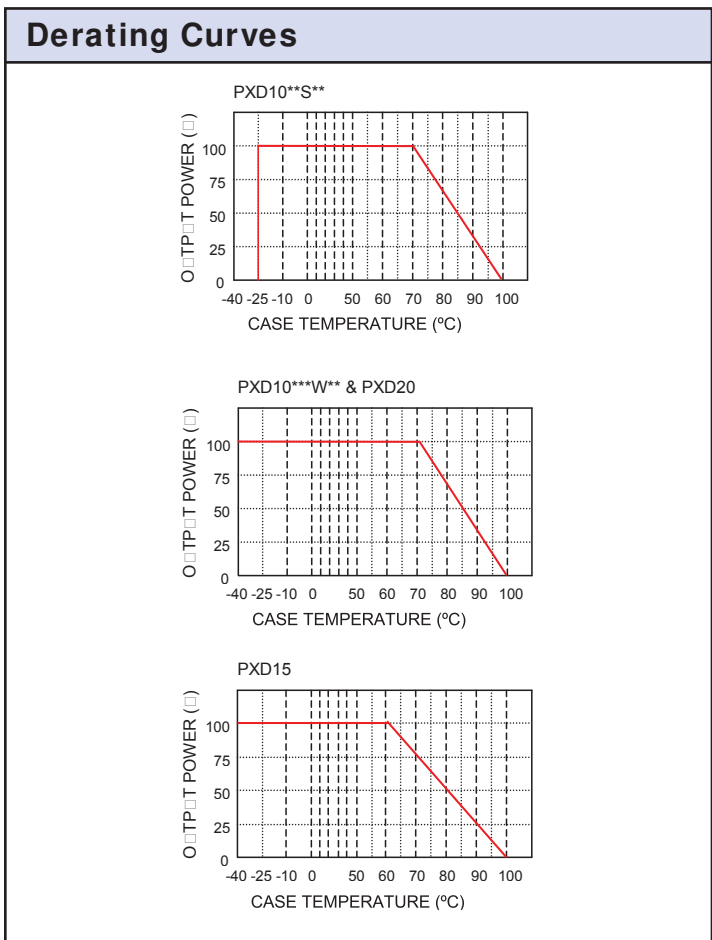 Derating Curves
PXD10**S**
O□TP□T POWER (□)
100
75
50
25
0
-40 -25 -10 0 50 60 70 80 90 100
CASE TEMPERATURE (ºC)
PXD10***W** & PXD20
O□TP□T POWER (□)
100
75
50
25
0
-40 -25 -10 0 50 60 70 80 90 100
CASE TEMPERATURE (ºC)
PXD15
O□TP□T POWER (□)
100
75
50
25
0
-40 -25 -10 0 50 60 70 80 90 100
CASE TEMPERATURE (ºC)